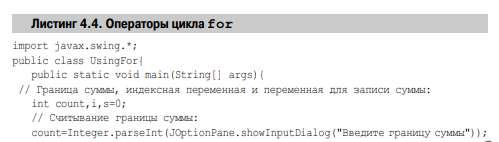 Листинг 4.4. Операторы цикла for
import javax.swing.*;
public class UsingFor{
public static void main(String[] args){
// Граница суммы, индексная переменная и переменная для записи суммы:
int count,i,s=0;
// Считывание границы суммы:
count=Integer.parseInt(JOptionPane.showInputDialog("Введите границу суммы"));